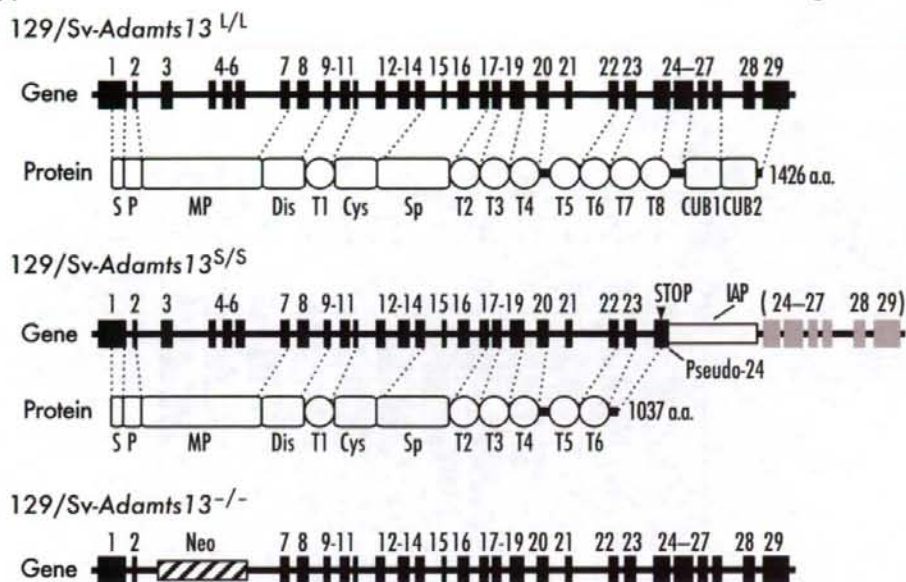 129/Sv-Adamts13 L/L
1 2 3 4-6 7 8 9-11 12-14 15 16 17-19 20 21 22 23 24–27 28 29
Gene
Protein 1426 a.a.
S P MP Dis T1 Cys Sp T2 T3 T4 T5 T6 T7 T8 CUB1 CUB2
129/Sv-Adamts13S/S
STOP IAP
1 2 3 4-6 7 8 9-11 12-14 15 16 17-19 20 21 22 23 (24–27 28 29)
Gene
Pseudo-24
Protein 1037 a.a.
S P MP Dis T1 Cys Sp T2 T3 T4 T5 T6
129/Sv-Adamts13-/-
1 2 Neo 7 8 9-11 12-14 15 16 17-19 20 21 22 23 24–27 28 29
Gene